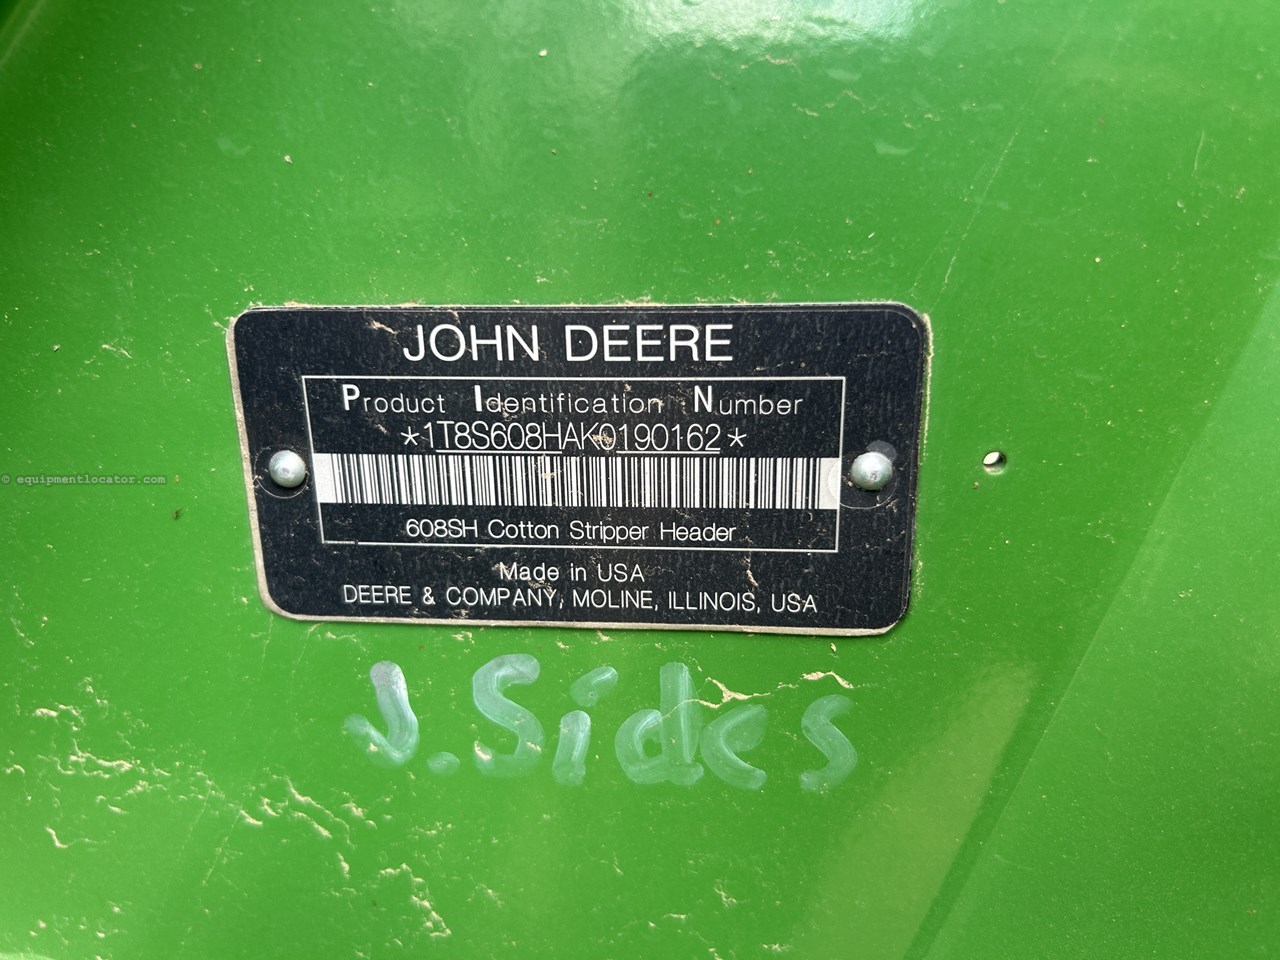 JOHN DEERE
Product Identification Number
*1T8S608HAK0190162*
608SH Cotton Stripper Header
Made in USA
DEERE & COMPANY, MOLINE, ILLINOIS, USA
J. Sides
© equipmentlocator.com